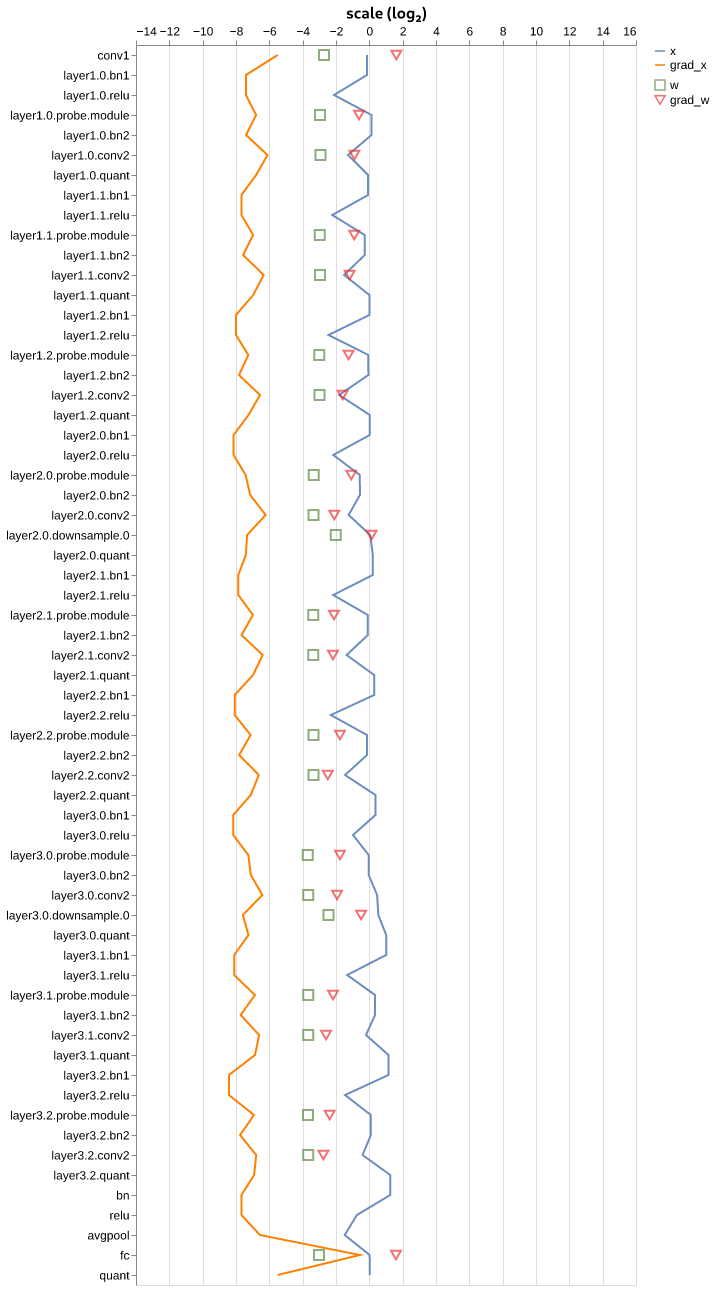 scale (log₂)
−14 −12 −10 −8 −6 −4 −2 0 2 4 6 8 10 12 14 16
x
grad_x
w
grad_w
conv1
layer1.0.bn1
layer1.0.relu
layer1.0.probe.module
layer1.0.bn2
layer1.0.conv2
layer1.0.quant
layer1.1.bn1
layer1.1.relu
layer1.1.probe.module
layer1.1.bn2
layer1.1.conv2
layer1.1.quant
layer1.2.bn1
layer1.2.relu
layer1.2.probe.module
layer1.2.bn2
layer1.2.conv2
layer1.2.quant
layer2.0.bn1
layer2.0.relu
layer2.0.probe.module
layer2.0.bn2
layer2.0.conv2
layer2.0.downsample.0
layer2.0.quant
layer2.1.bn1
layer2.1.relu
layer2.1.probe.module
layer2.1.bn2
layer2.1.conv2
layer2.1.quant
layer2.2.bn1
layer2.2.relu
layer2.2.probe.module
layer2.2.bn2
layer2.2.conv2
layer2.2.quant
layer3.0.bn1
layer3.0.relu
layer3.0.probe.module
layer3.0.bn2
layer3.0.conv2
layer3.0.downsample.0
layer3.0.quant
layer3.1.bn1
layer3.1.relu
layer3.1.probe.module
layer3.1.bn2
layer3.1.conv2
layer3.1.quant
layer3.2.bn1
layer3.2.relu
layer3.2.probe.module
layer3.2.bn2
layer3.2.conv2
layer3.2.quant
bn
relu
avgpool
fc
quant